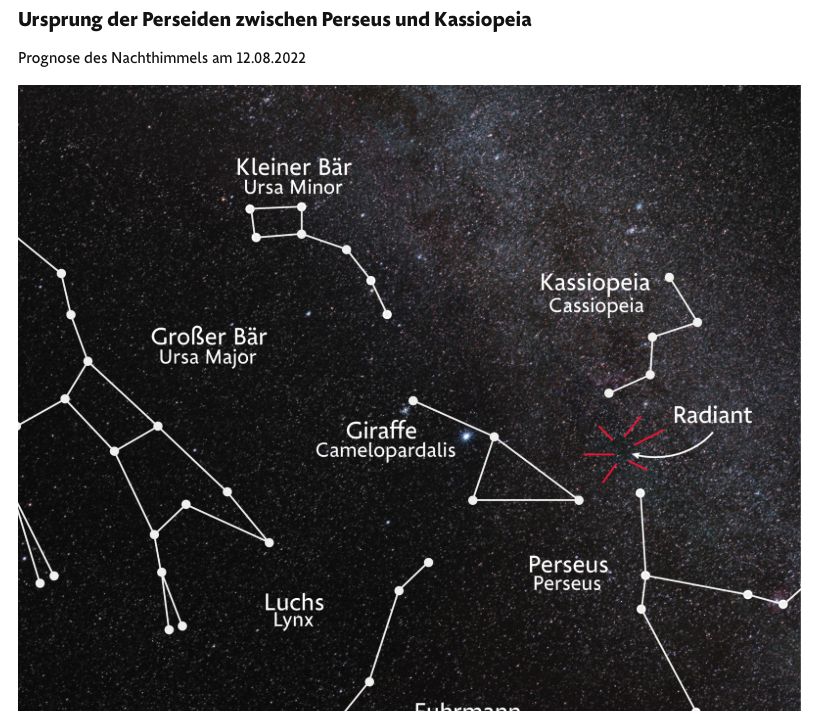 Ursprung der Perseiden zwischen Perseus und Kassiopeia
Prognose des Nachthimmels am 12.08.2022
Kleiner Bär
Ursa Minor
Kassiopeia
Cassiopeia
Großer Bär
Ursa Major
Radiant
Giraffe
Camelopardalis
Perseus
Perseus
Luchs
Lynx
Fuhrmann